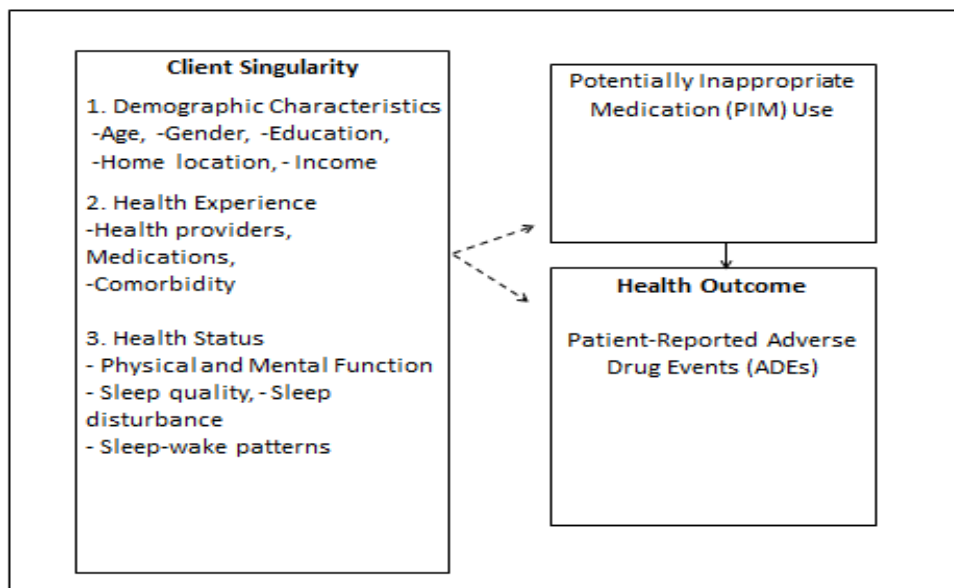 Client Singularity
1. Demographic Characteristics
-Age, -Gender, -Education,
-Home location, - Income
2. Health Experience
-Health providers,
Medications,
-Comorbidity
3. Health Status
- Physical and Mental Function
- Sleep quality, - Sleep
disturbance
- Sleep-wake patterns
Potentially Inappropriate
Medication (PIM) Use
Health Outcome
Patient-Reported Adverse
Drug Events (ADEs)